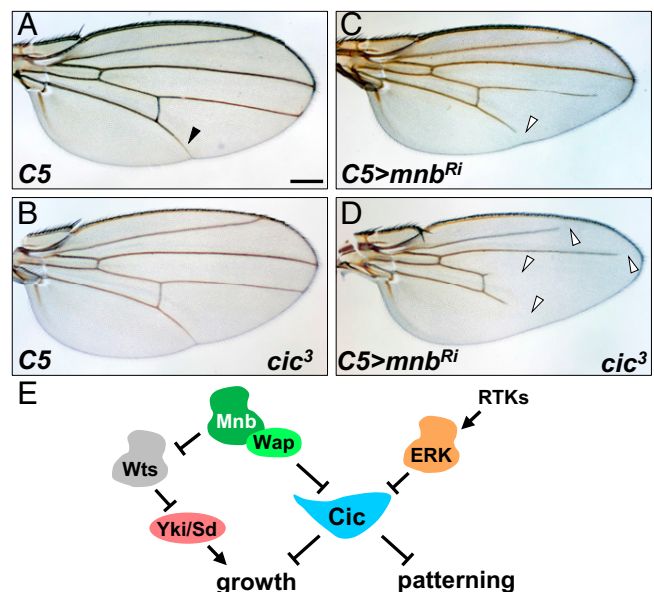 A
C5
C
C5>mnbRi
B
C5 cic3
D
C5>mnbRi cic3
E
RTKs
Mnb
Wap
ERK
Wts
Yki/Sd
Cic
growth
patterning